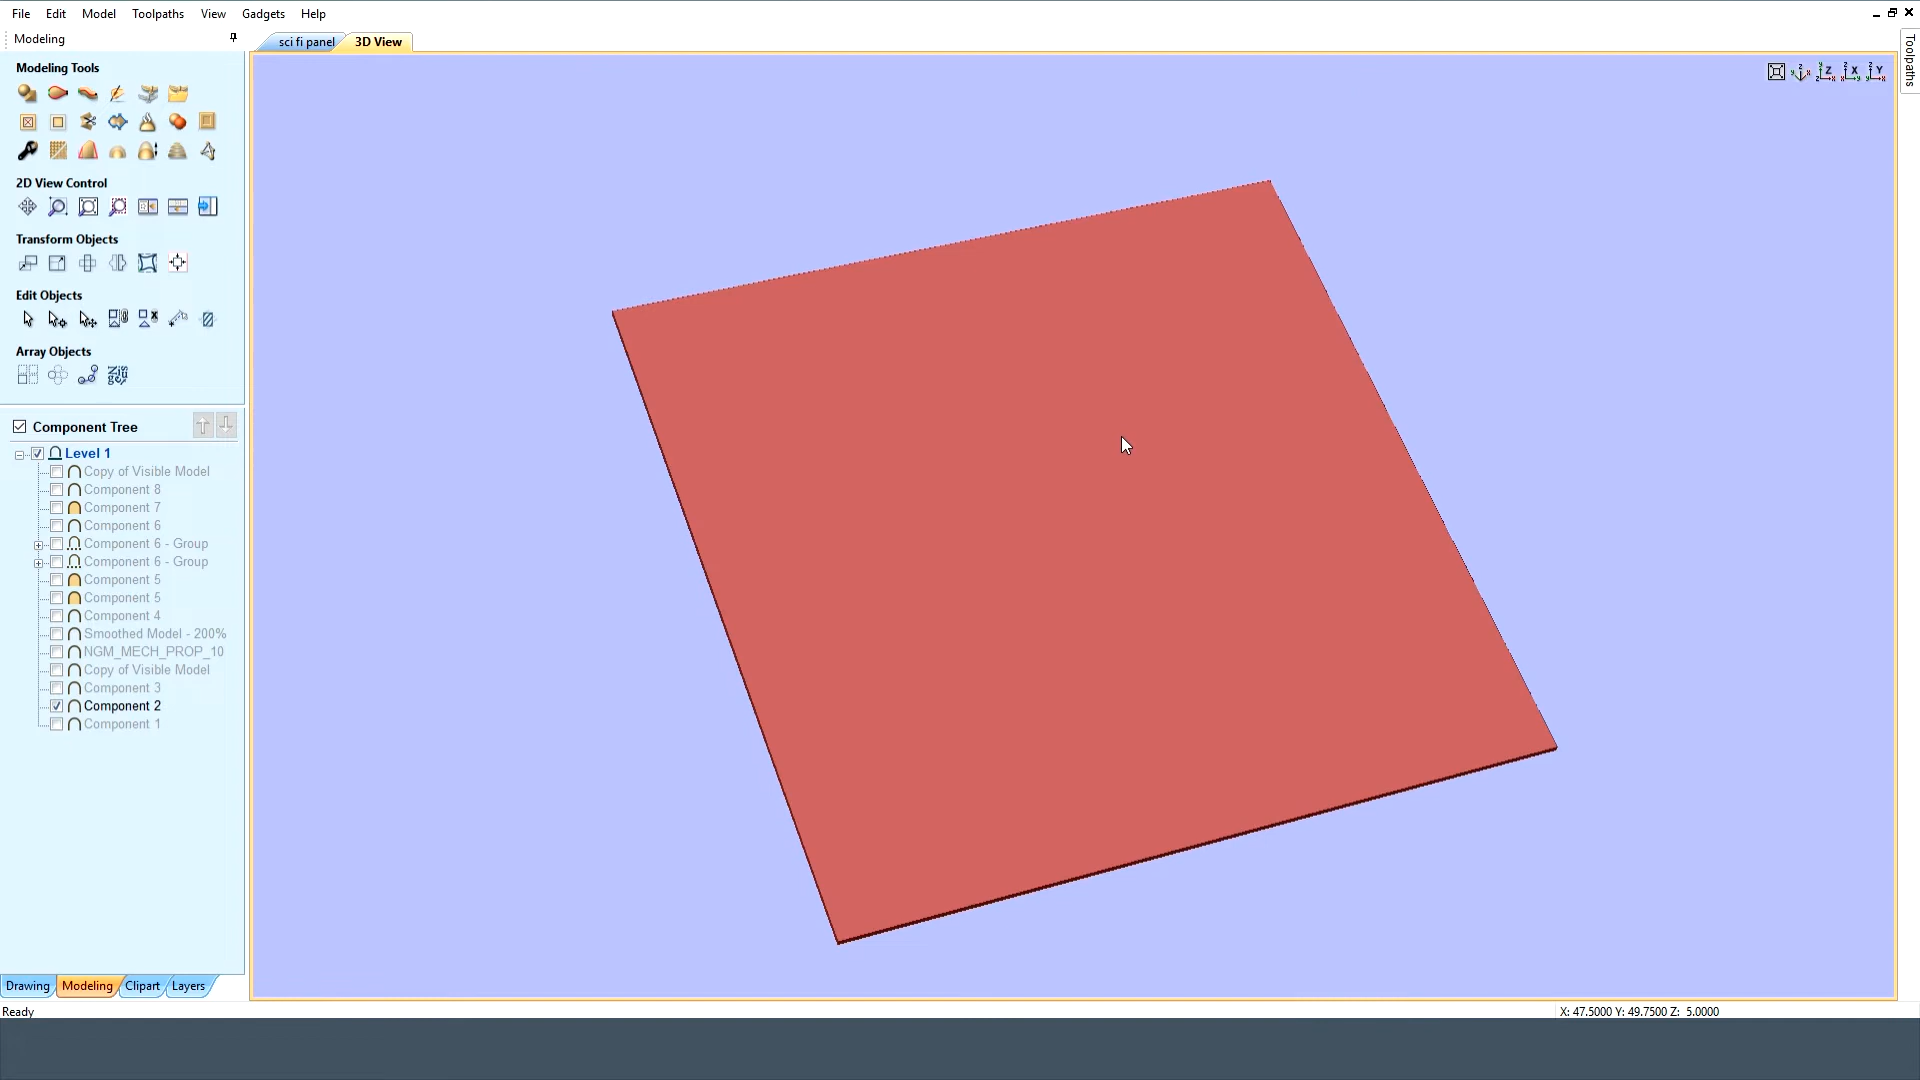 File Edit Model Toolpaths View Gadgets Help
Modeling
sci fi panel 3D View
Toolpaths
Modeling Tools
2D View Control
Transform Objects
Edit Objects
Array Objects
Component Tree
Level 1
Copy of Visible Model
Component 8
Component 7
Component 6
Component 6 - Group
Component 6 - Group
Component 5
Component 5
Component 4
Smoothed Model - 200%
NGM_MECH_PROP_10
Copy of Visible Model
Component 3
Component 2
Component 1
Drawing Modeling Clipart Layers
Ready
X: 47.5000 Y: 49.7500 Z: 5.0000